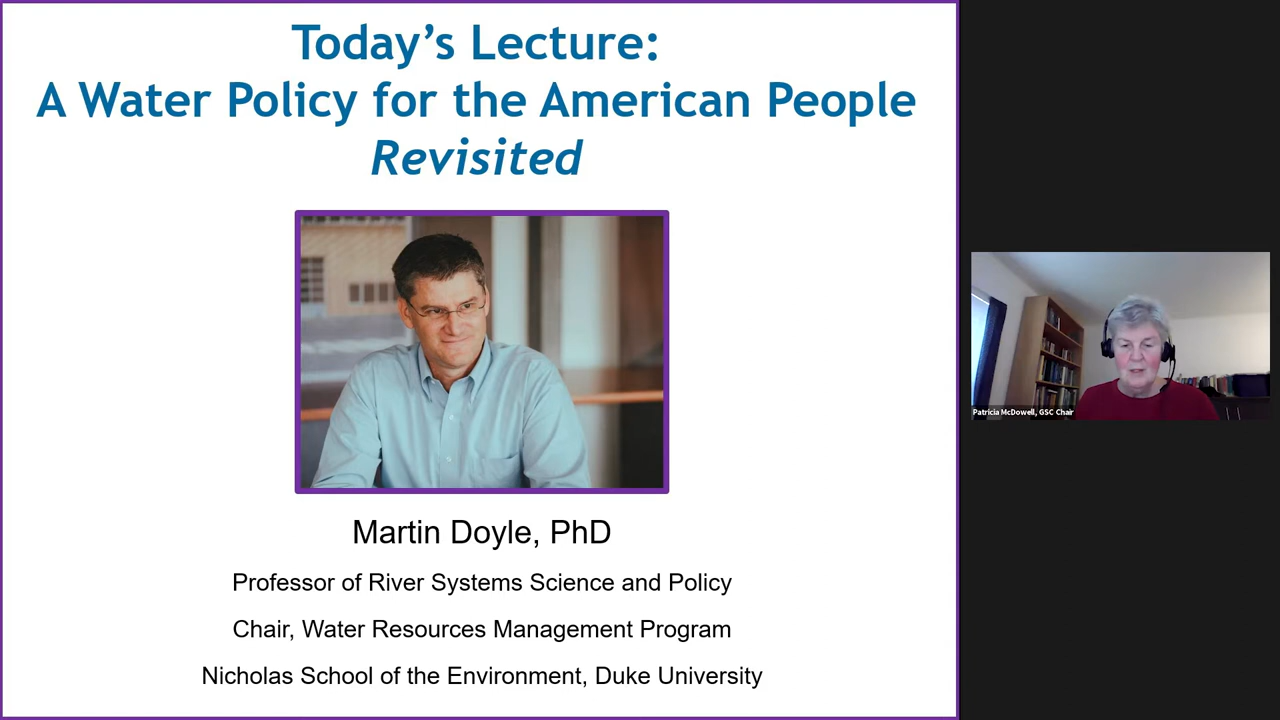 Today’s Lecture:
A Water Policy for the American People
Revisited
Martin Doyle, PhD
Professor of River Systems Science and Policy
Chair, Water Resources Management Program
Nicholas School of the Environment, Duke University
Patricia McDowell, GSC Chair